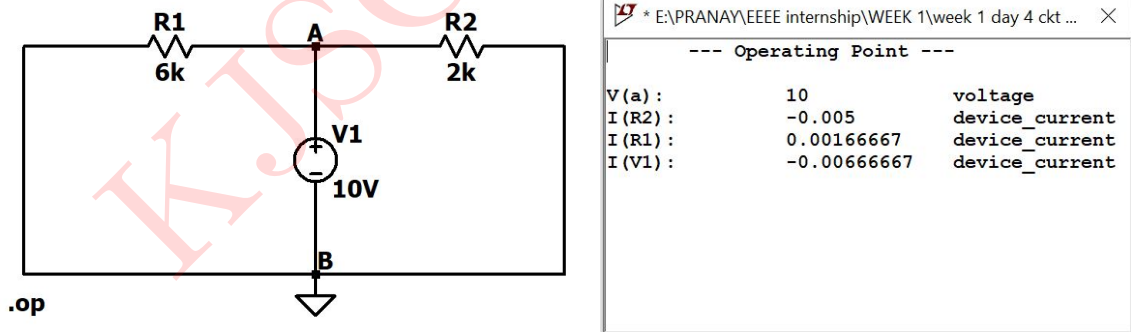 R1
6k
A
R2
2k
V1
10V
B
.op
KJSC
* E:\PRANAY\EEEE internship\WEEK 1\week 1 day 4 ckt ...
--- Operating Point ---
V(a): 10 voltage
I(R2): -0.005 device_current
I(R1): 0.00166667 device_current
I(V1): -0.00666667 device_current